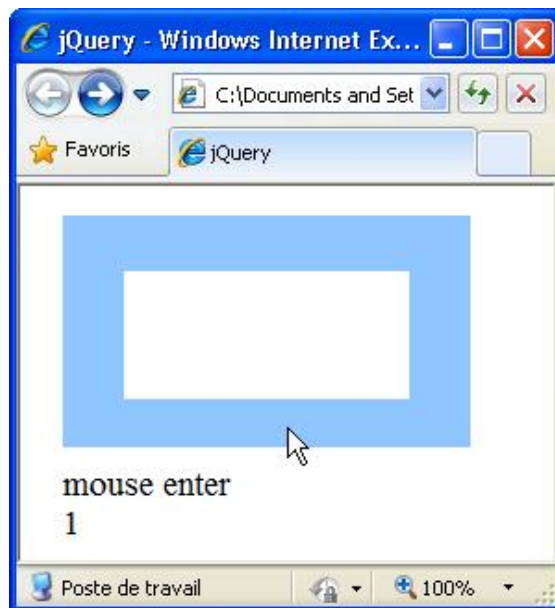 jQuery - Windows Internet Ex...
C:\Documents and Set
Favoris
jQuery
mouse enter
1
Poste de travail
100%